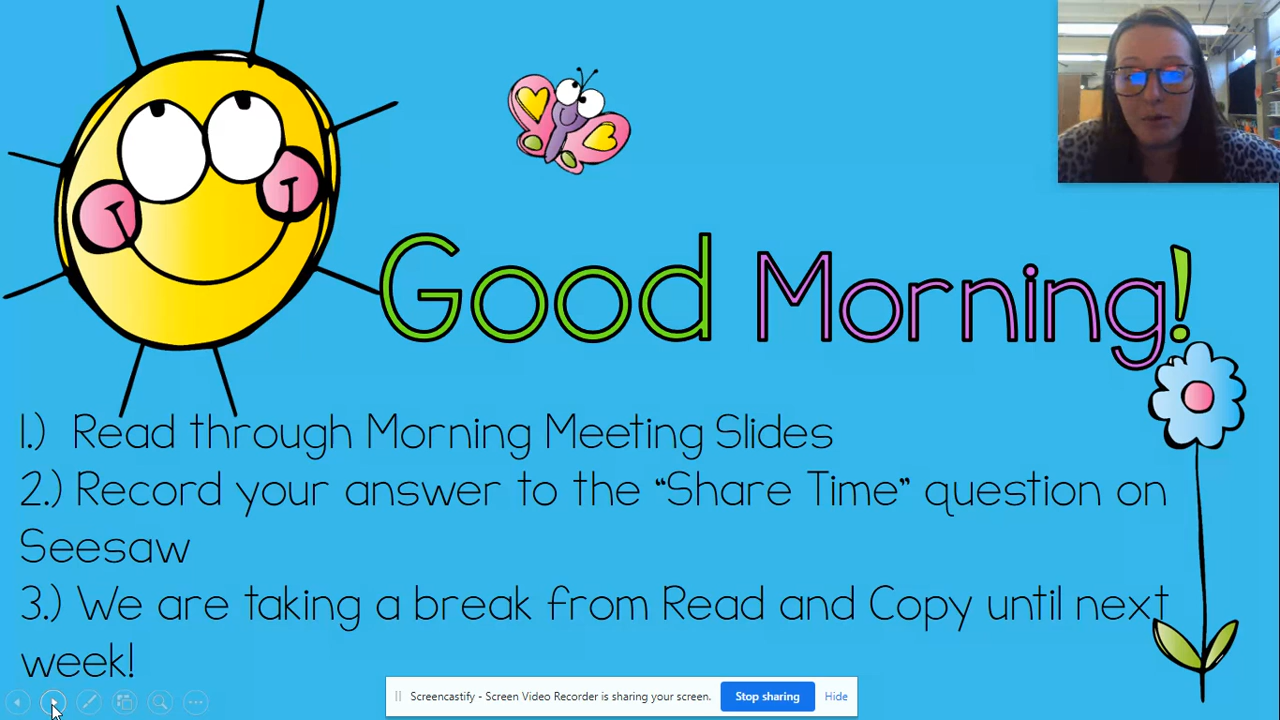 Good Morning!
1.) Read through Morning Meeting Slides
2.) Record your answer to the “Share Time” question on
Seesaw
3.) We are taking a break from Read and Copy until next
week!
Screencastify - Screen Video Recorder is sharing your screen. Stop sharing Hide